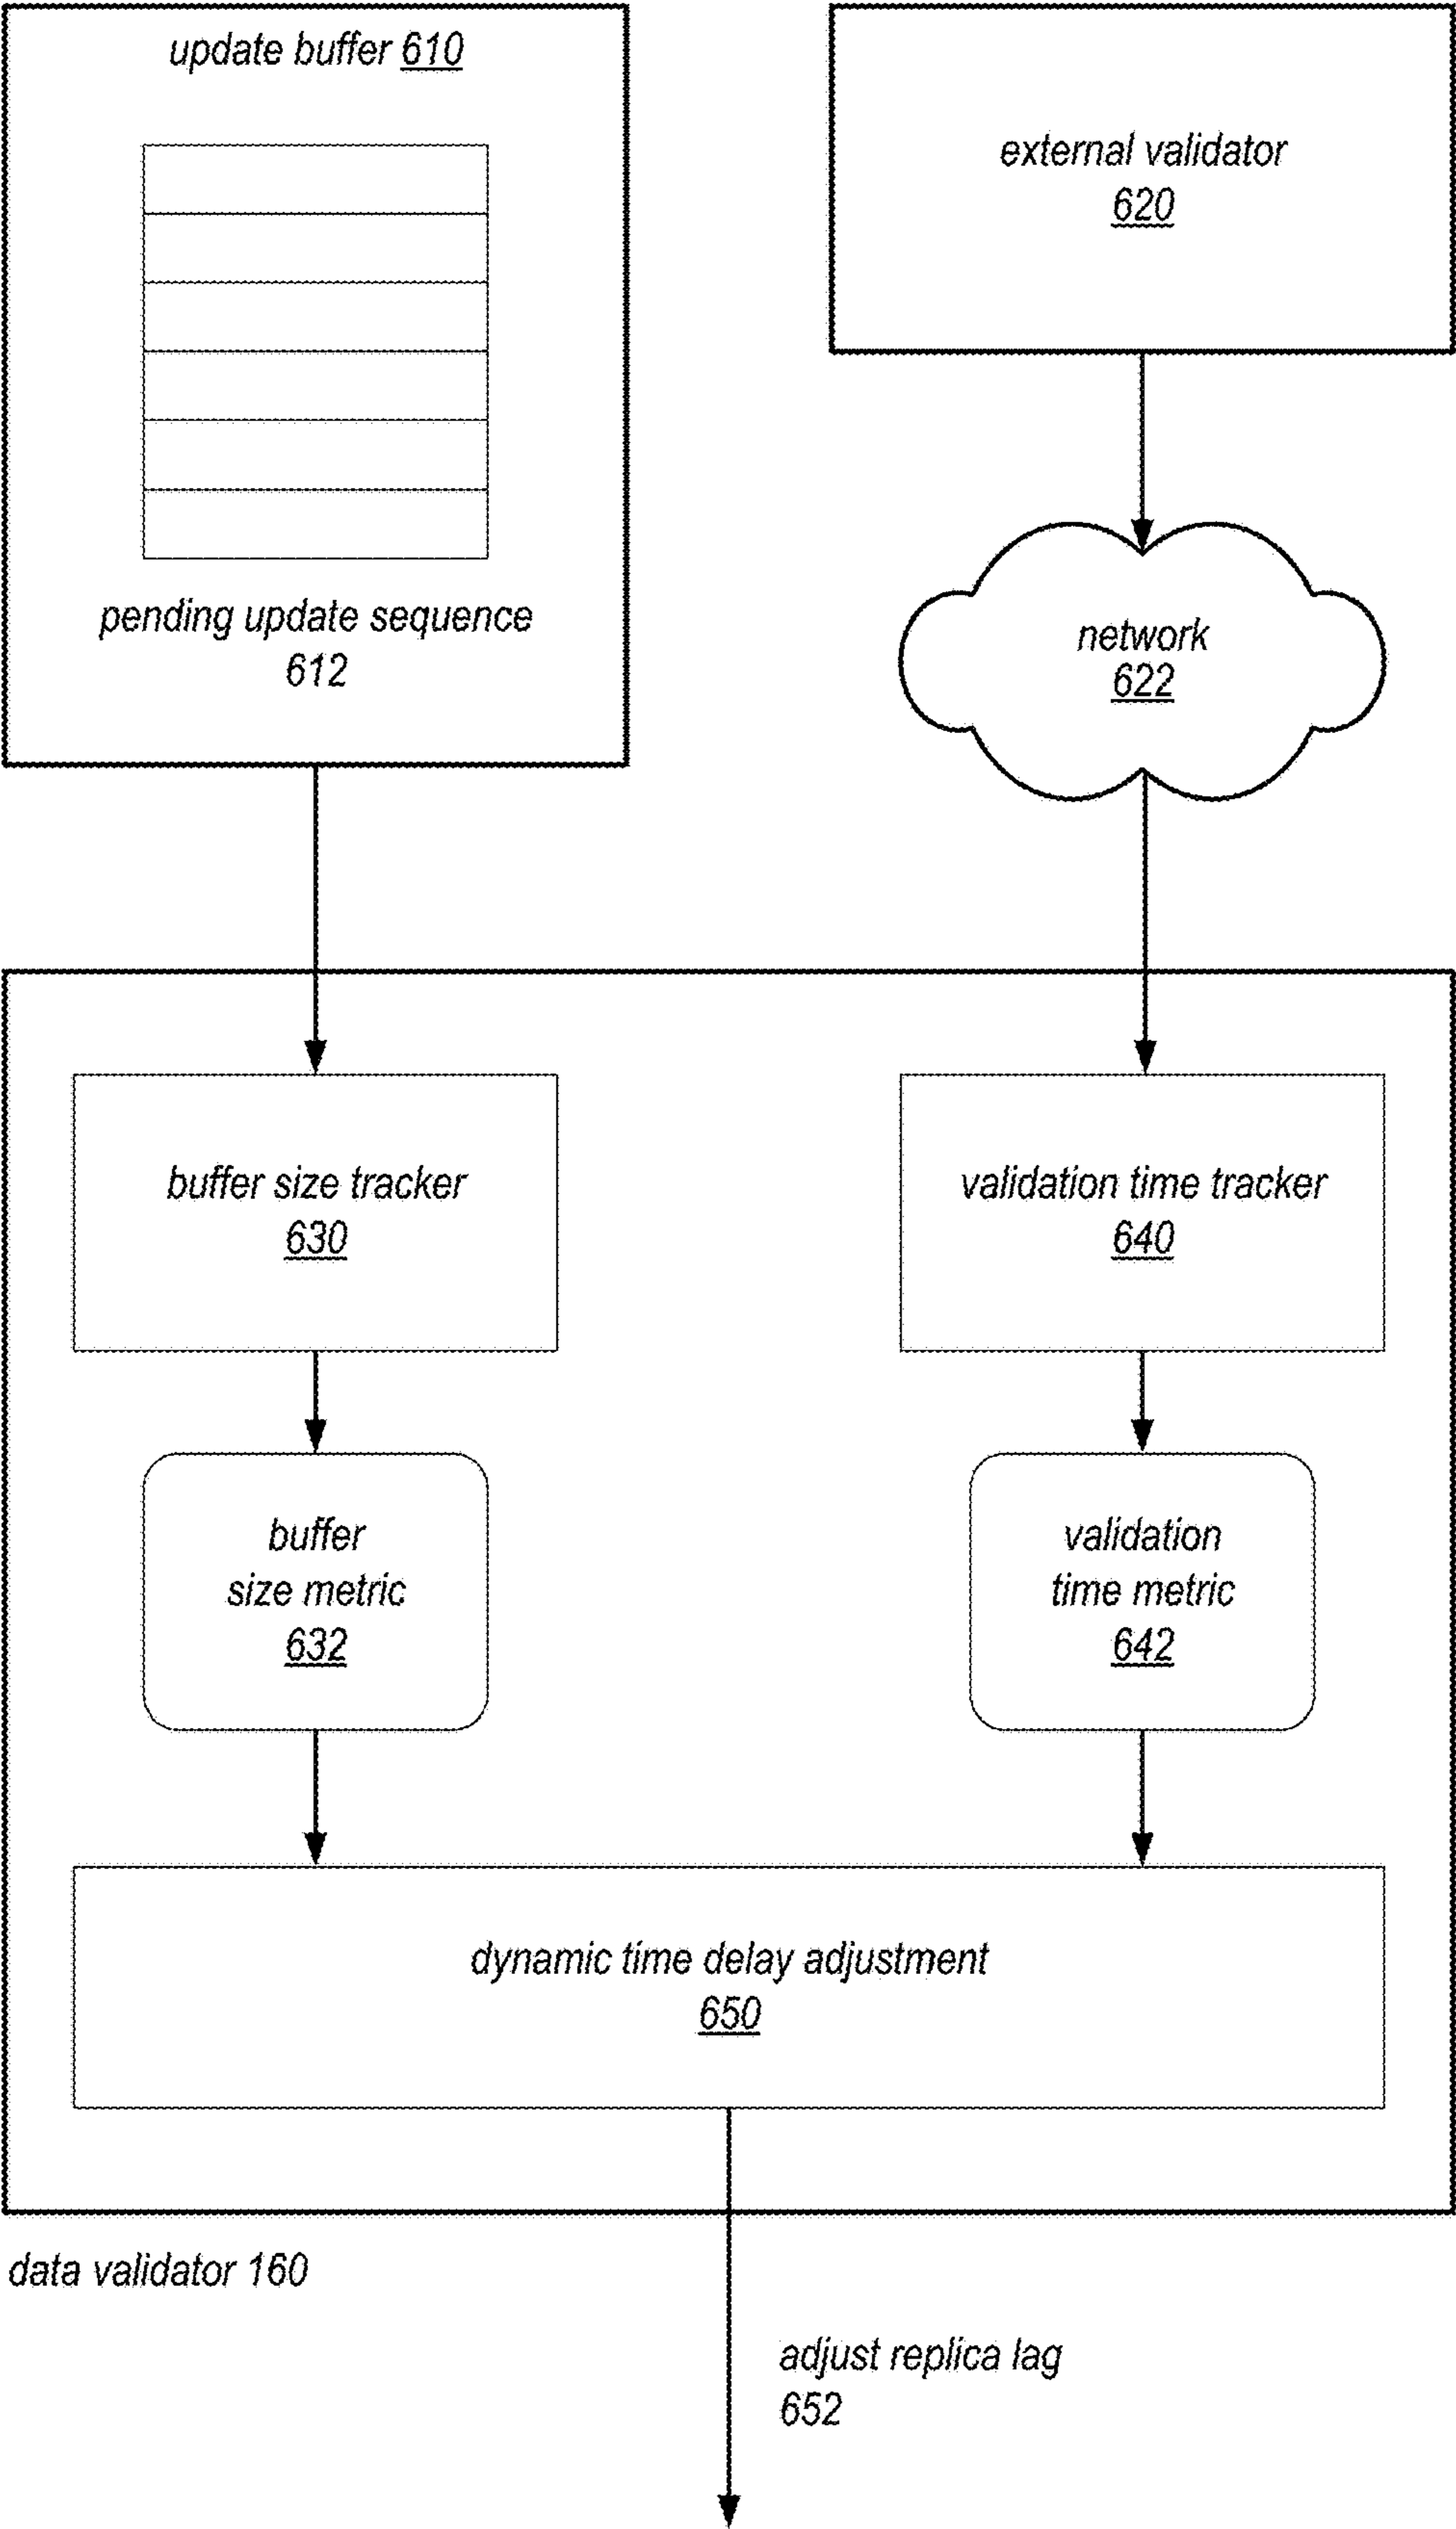 update buffer 610
pending update sequence
612
external validator
620
network
622
buffer size tracker
630
validation time tracker
640
buffer
size metric
632
validation
time metric
642
dynamic time delay adjustment
650
data validator 160
adjust replica lag
652